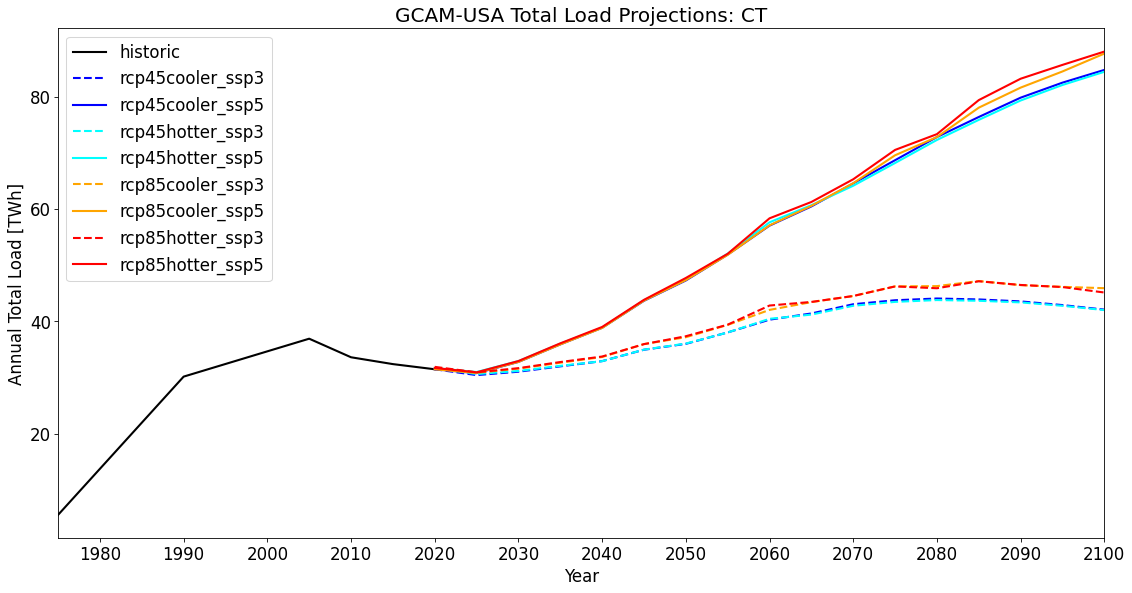 GCAM-USA Total Load Projections: CT
historic
rcp45cooler_ssp3
rcp45cooler_ssp5
rcp45hotter_ssp3
rcp45hotter_ssp5
rcp85cooler_ssp3
rcp85cooler_ssp5
rcp85hotter_ssp3
rcp85hotter_ssp5
Annual Total Load [TWh]
80
60
40
20
1980 1990 2000 2010 2020 2030 2040 2050 2060 2070 2080 2090 2100
Year